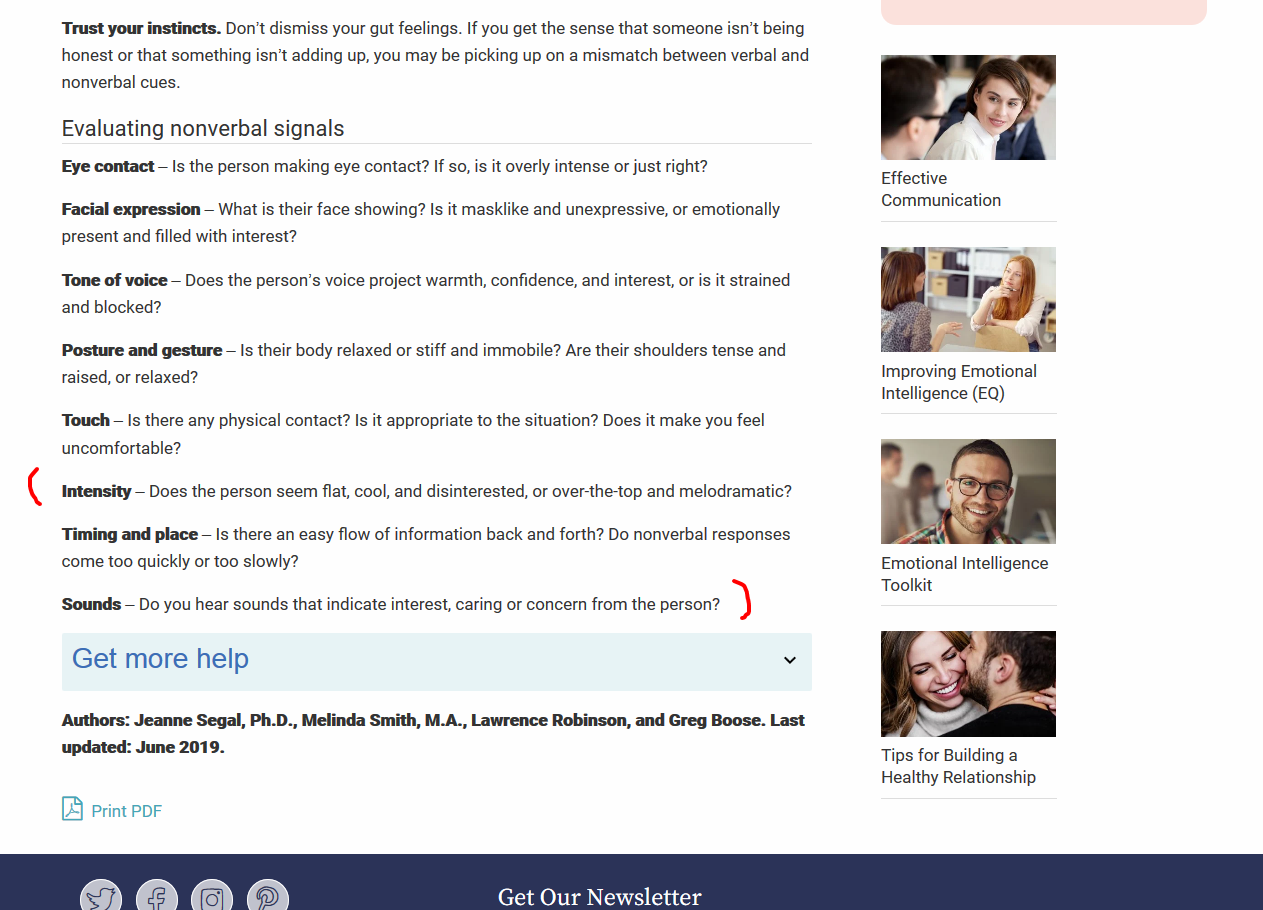 Trust your instincts. Don’t dismiss your gut feelings. If you get the sense that someone isn’t being
honest or that something isn’t adding up, you may be picking up on a mismatch between verbal and
nonverbal cues.
Evaluating nonverbal signals
Eye contact – Is the person making eye contact? If so, is it overly intense or just right?
Facial expression – What is their face showing? Is it masklike and unexpressive, or emotionally
present and filled with interest?
Tone of voice – Does the person’s voice project warmth, confidence, and interest, or is it strained
and blocked?
Posture and gesture – Is their body relaxed or stiff and immobile? Are their shoulders tense and
raised, or relaxed?
Touch – Is there any physical contact? Is it appropriate to the situation? Does it make you feel
uncomfortable?
Intensity – Does the person seem flat, cool, and disinterested, or over-the-top and melodramatic?
Timing and place – Is there an easy flow of information back and forth? Do nonverbal responses
come too quickly or too slowly?
Sounds – Do you hear sounds that indicate interest, caring or concern from the person?
Get more help
Authors: Jeanne Segal, Ph.D., Melinda Smith, M.A., Lawrence Robinson, and Greg Boose. Last
updated: June 2019.
Print PDF
Effective
Communication
Improving Emotional
Intelligence (EQ)
Emotional Intelligence
Toolkit
Tips for Building a
Healthy Relationship
Get Our Newsletter